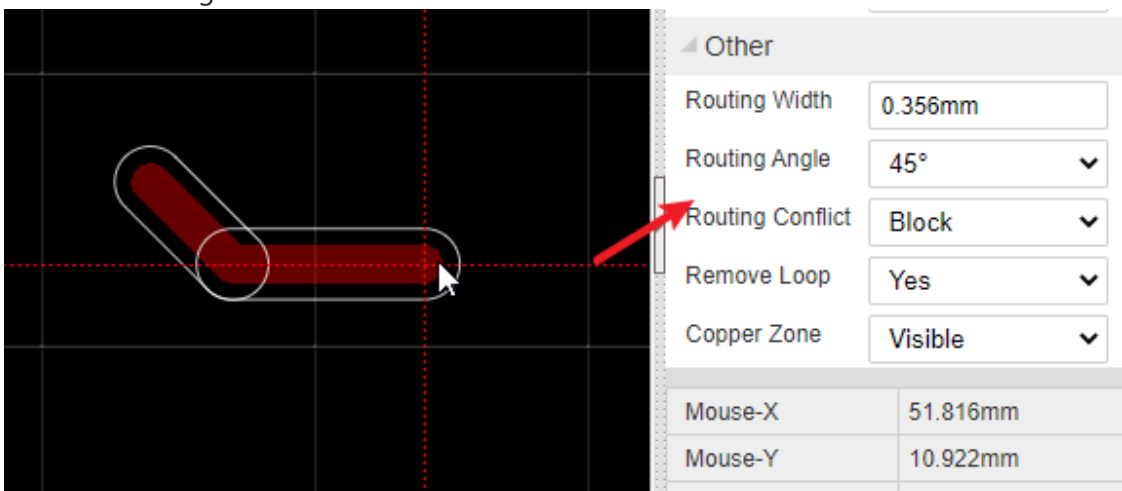 Other
Routing Width 0.356mm
Routing Angle 45°
Routing Conflict Block
Remove Loop Yes
Copper Zone Visible
Mouse-X 51.816mm
Mouse-Y 10.922mm